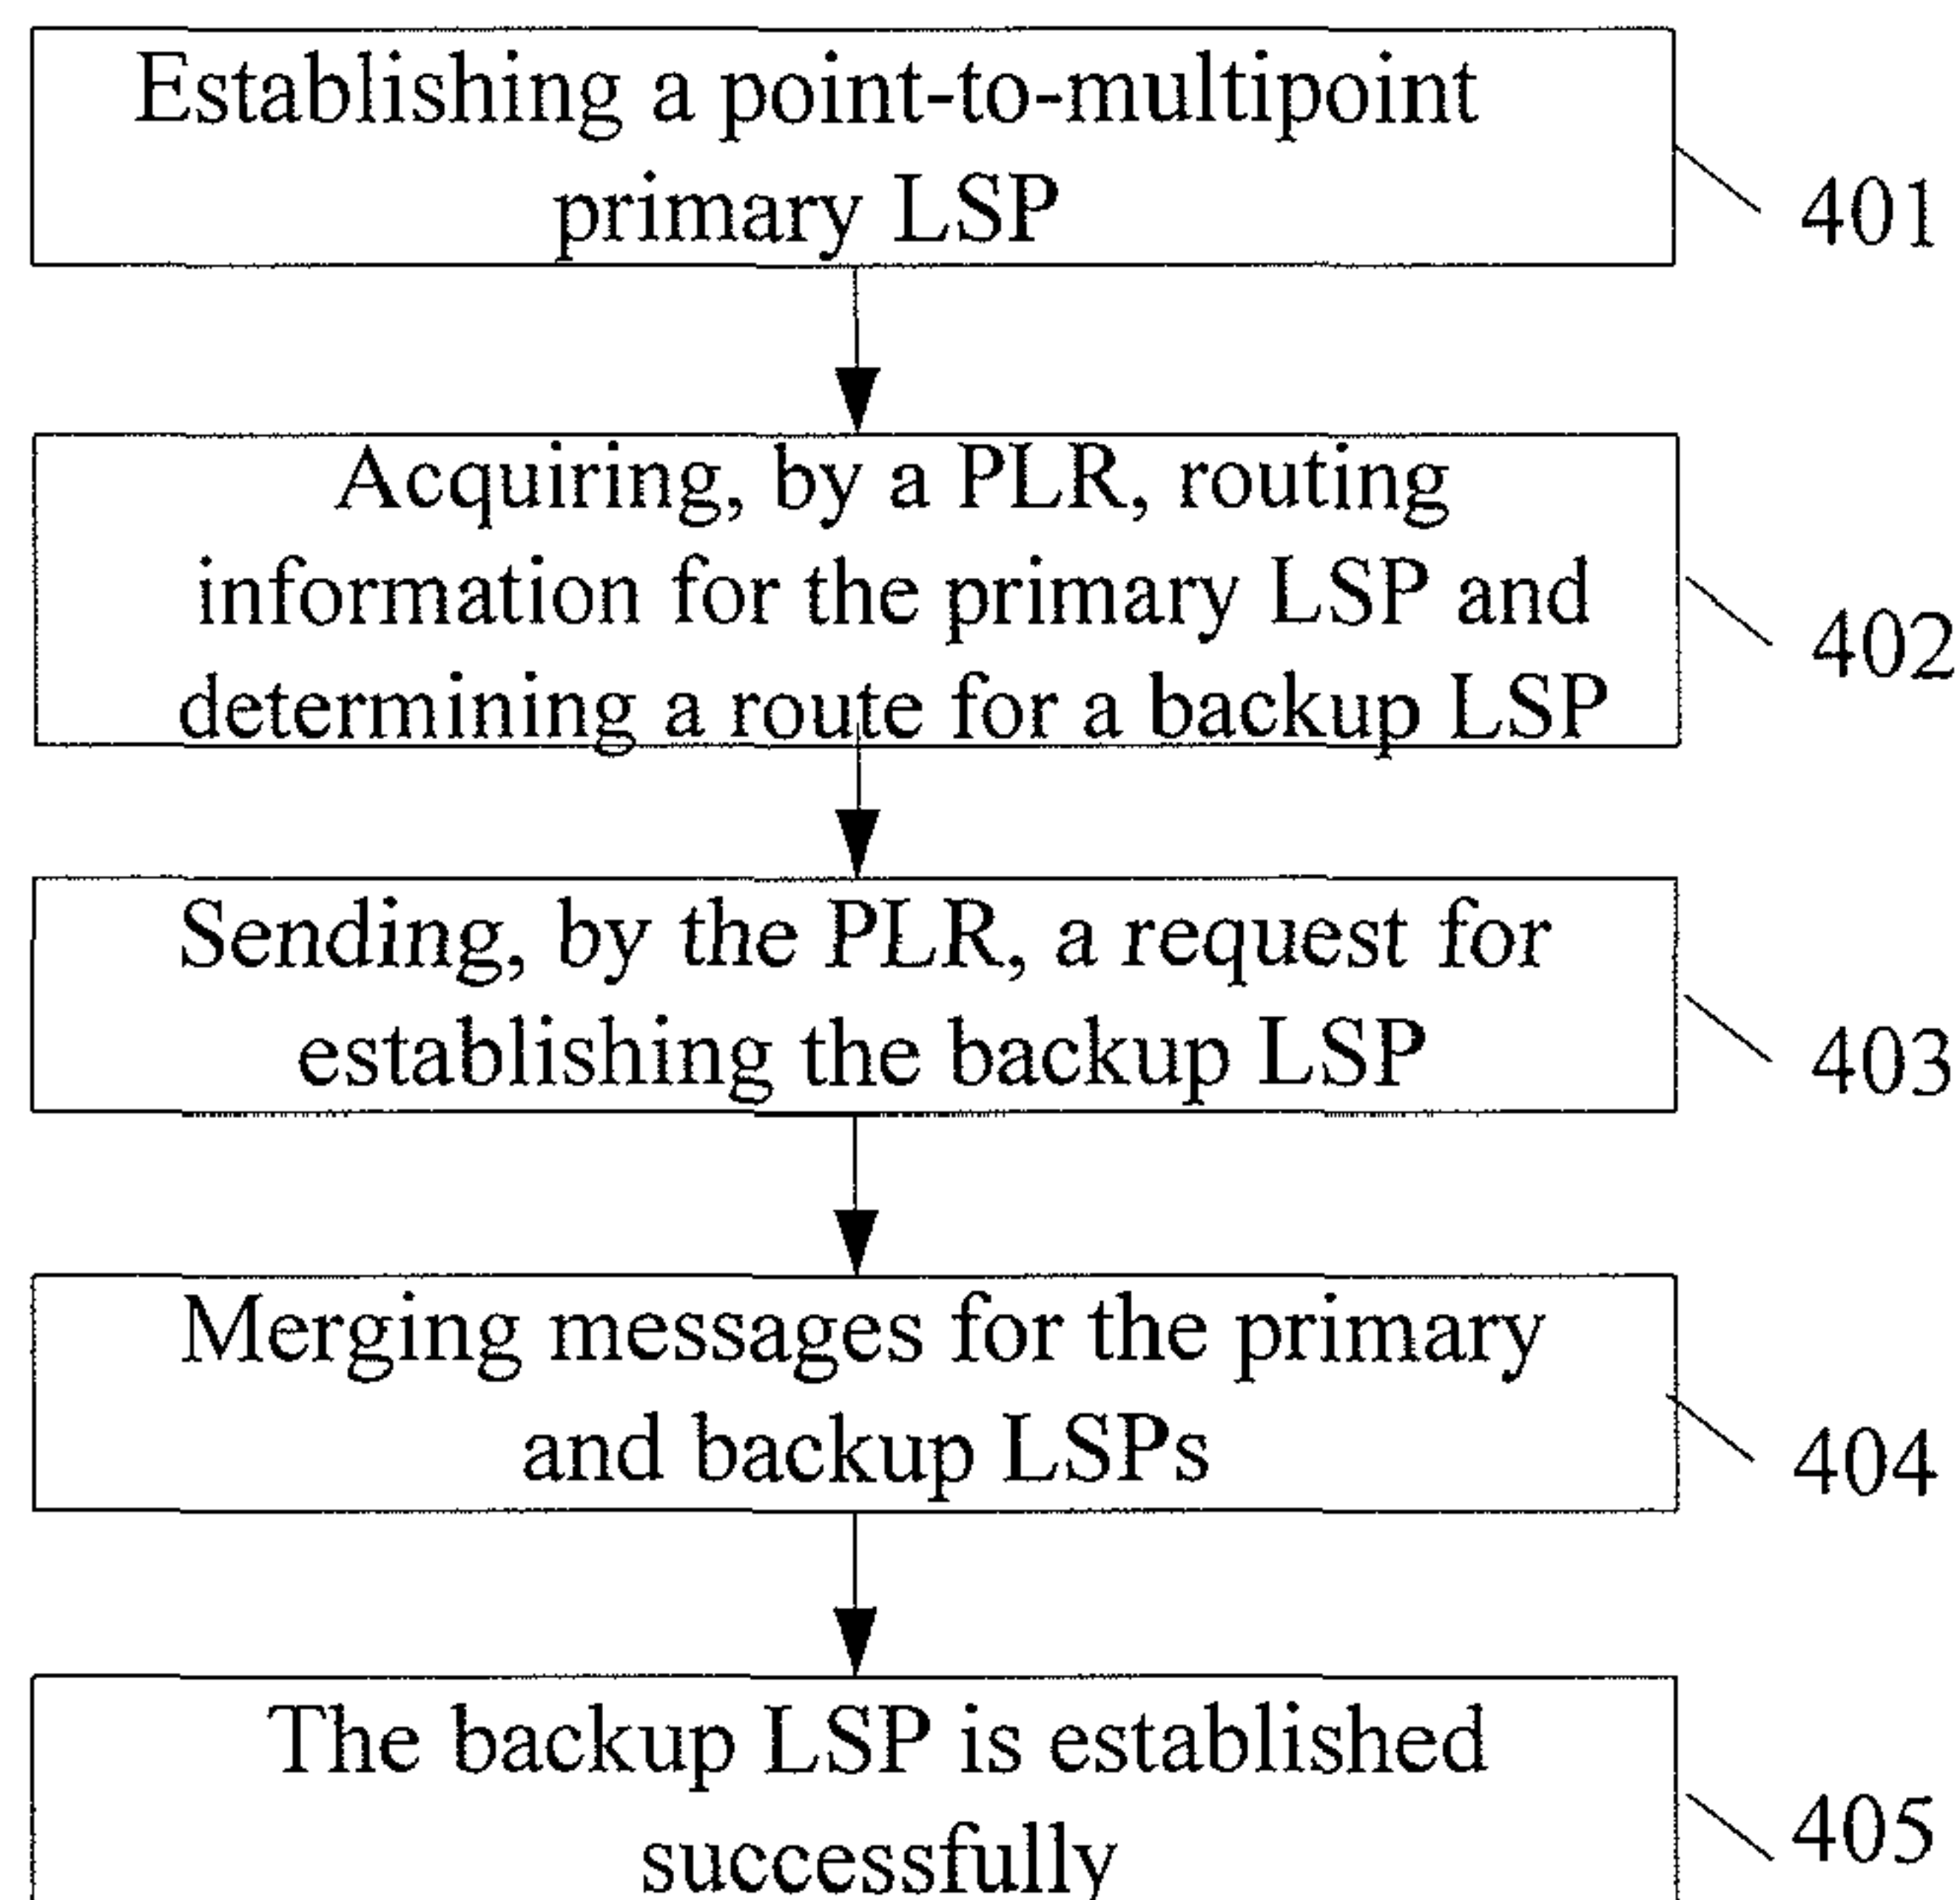 Establishing a point-to-multipoint
primary LSP
401
Acquiring, by a PLR, routing
information for the primary LSP and
determining a route for a backup LSP
402
Sending, by the PLR, a request for
establishing the backup LSP
403
Merging messages for the primary
and backup LSPs
404
The backup LSP is established
successfully
405